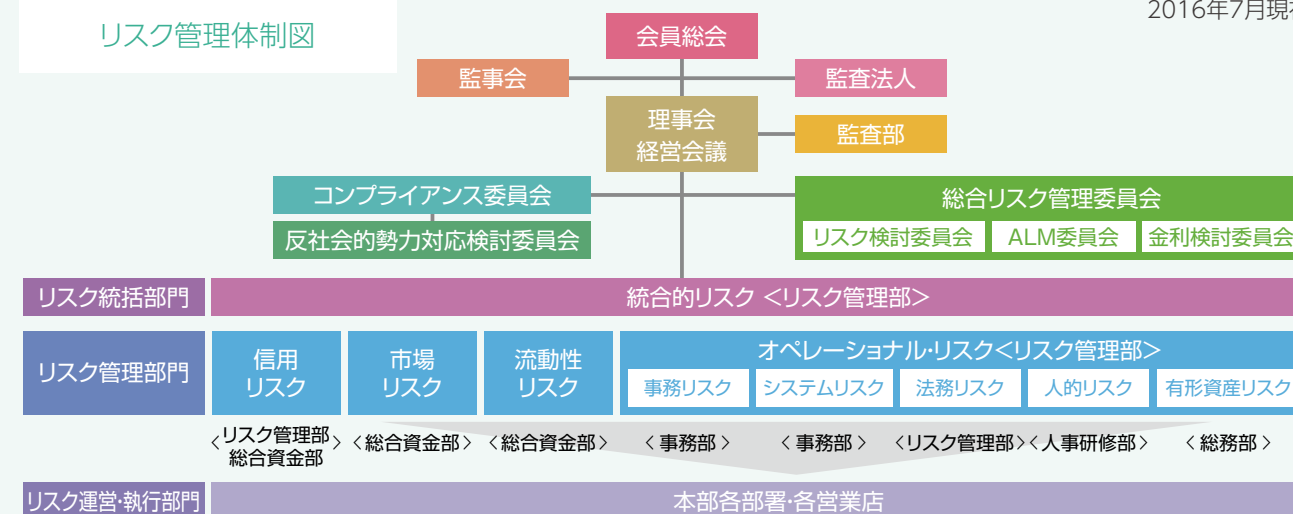 リスク管理体制図
2016年7月現在
会員総会
監事会
監査法人
理事会
経営会議
監査部
コンプライアンス委員会
反社会的勢力対応検討委員会
総合リスク管理委員会
リスク検討委員会
ALM委員会
金利検討委員会
リスク統括部門
統合的リスク <リスク管理部>
リスク管理部門
信用
リスク
市場
リスク
流動性
リスク
オペレーショナル・リスク<リスク管理部>
事務リスク
システムリスク
法務リスク
人的リスク
有形資産リスク
〈リスク管理部
総合資金部〉
〈総合資金部〉
〈総合資金部〉
〈事務部〉
〈事務部〉
〈リスク管理部〉
〈人事研修部〉
〈総務部〉
リスク運営・執行部門
本部各部署・各営業店